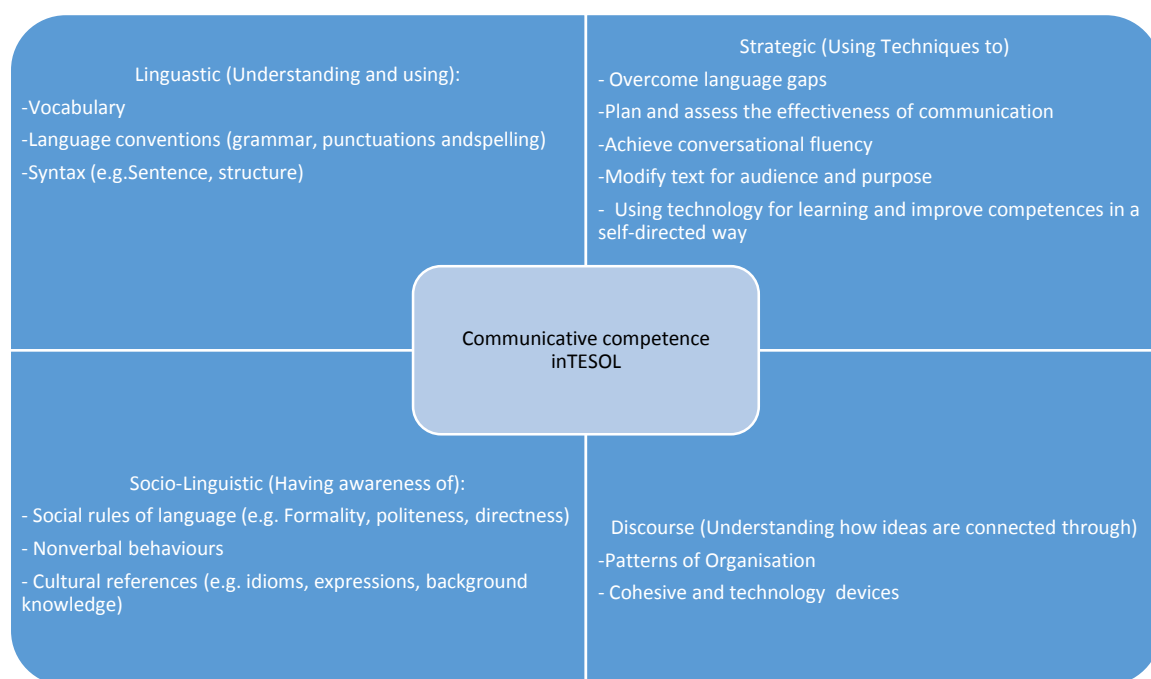 Linguastic (Understanding and using):
-Vocabulary
-Language conventions (grammar, punctuations andspelling)
-Syntax (e.g.Sentence, structure)
Strategic (Using Techniques to)
- Overcome language gaps
-Plan and assess the effectiveness of communication
-Achieve conversational fluency
-Modify text for audience and purpose
- Using technology for learning and improve competences in a
self-directed way
Communicative competence
inTESOL
Socio-Linguistic (Having awareness of):
- Social rules of language (e.g. Formality, politeness, directness)
- Nonverbal behaviours
- Cultural references (e.g. idioms, expressions, background
knowledge)
Discourse (Understanding how ideas are connected through)
-Patterns of Organisation
- Cohesive and technology devices